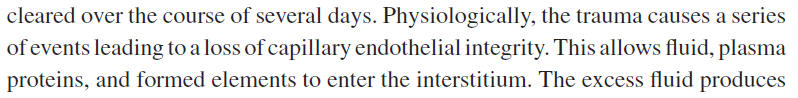 cleared over the course of several days. Physiologically, the trauma causes a series
of events leading to a loss of capillary endothelial integrity. This allows fluid, plasma
proteins, and formed elements to enter the interstitium. The excess fluid produces